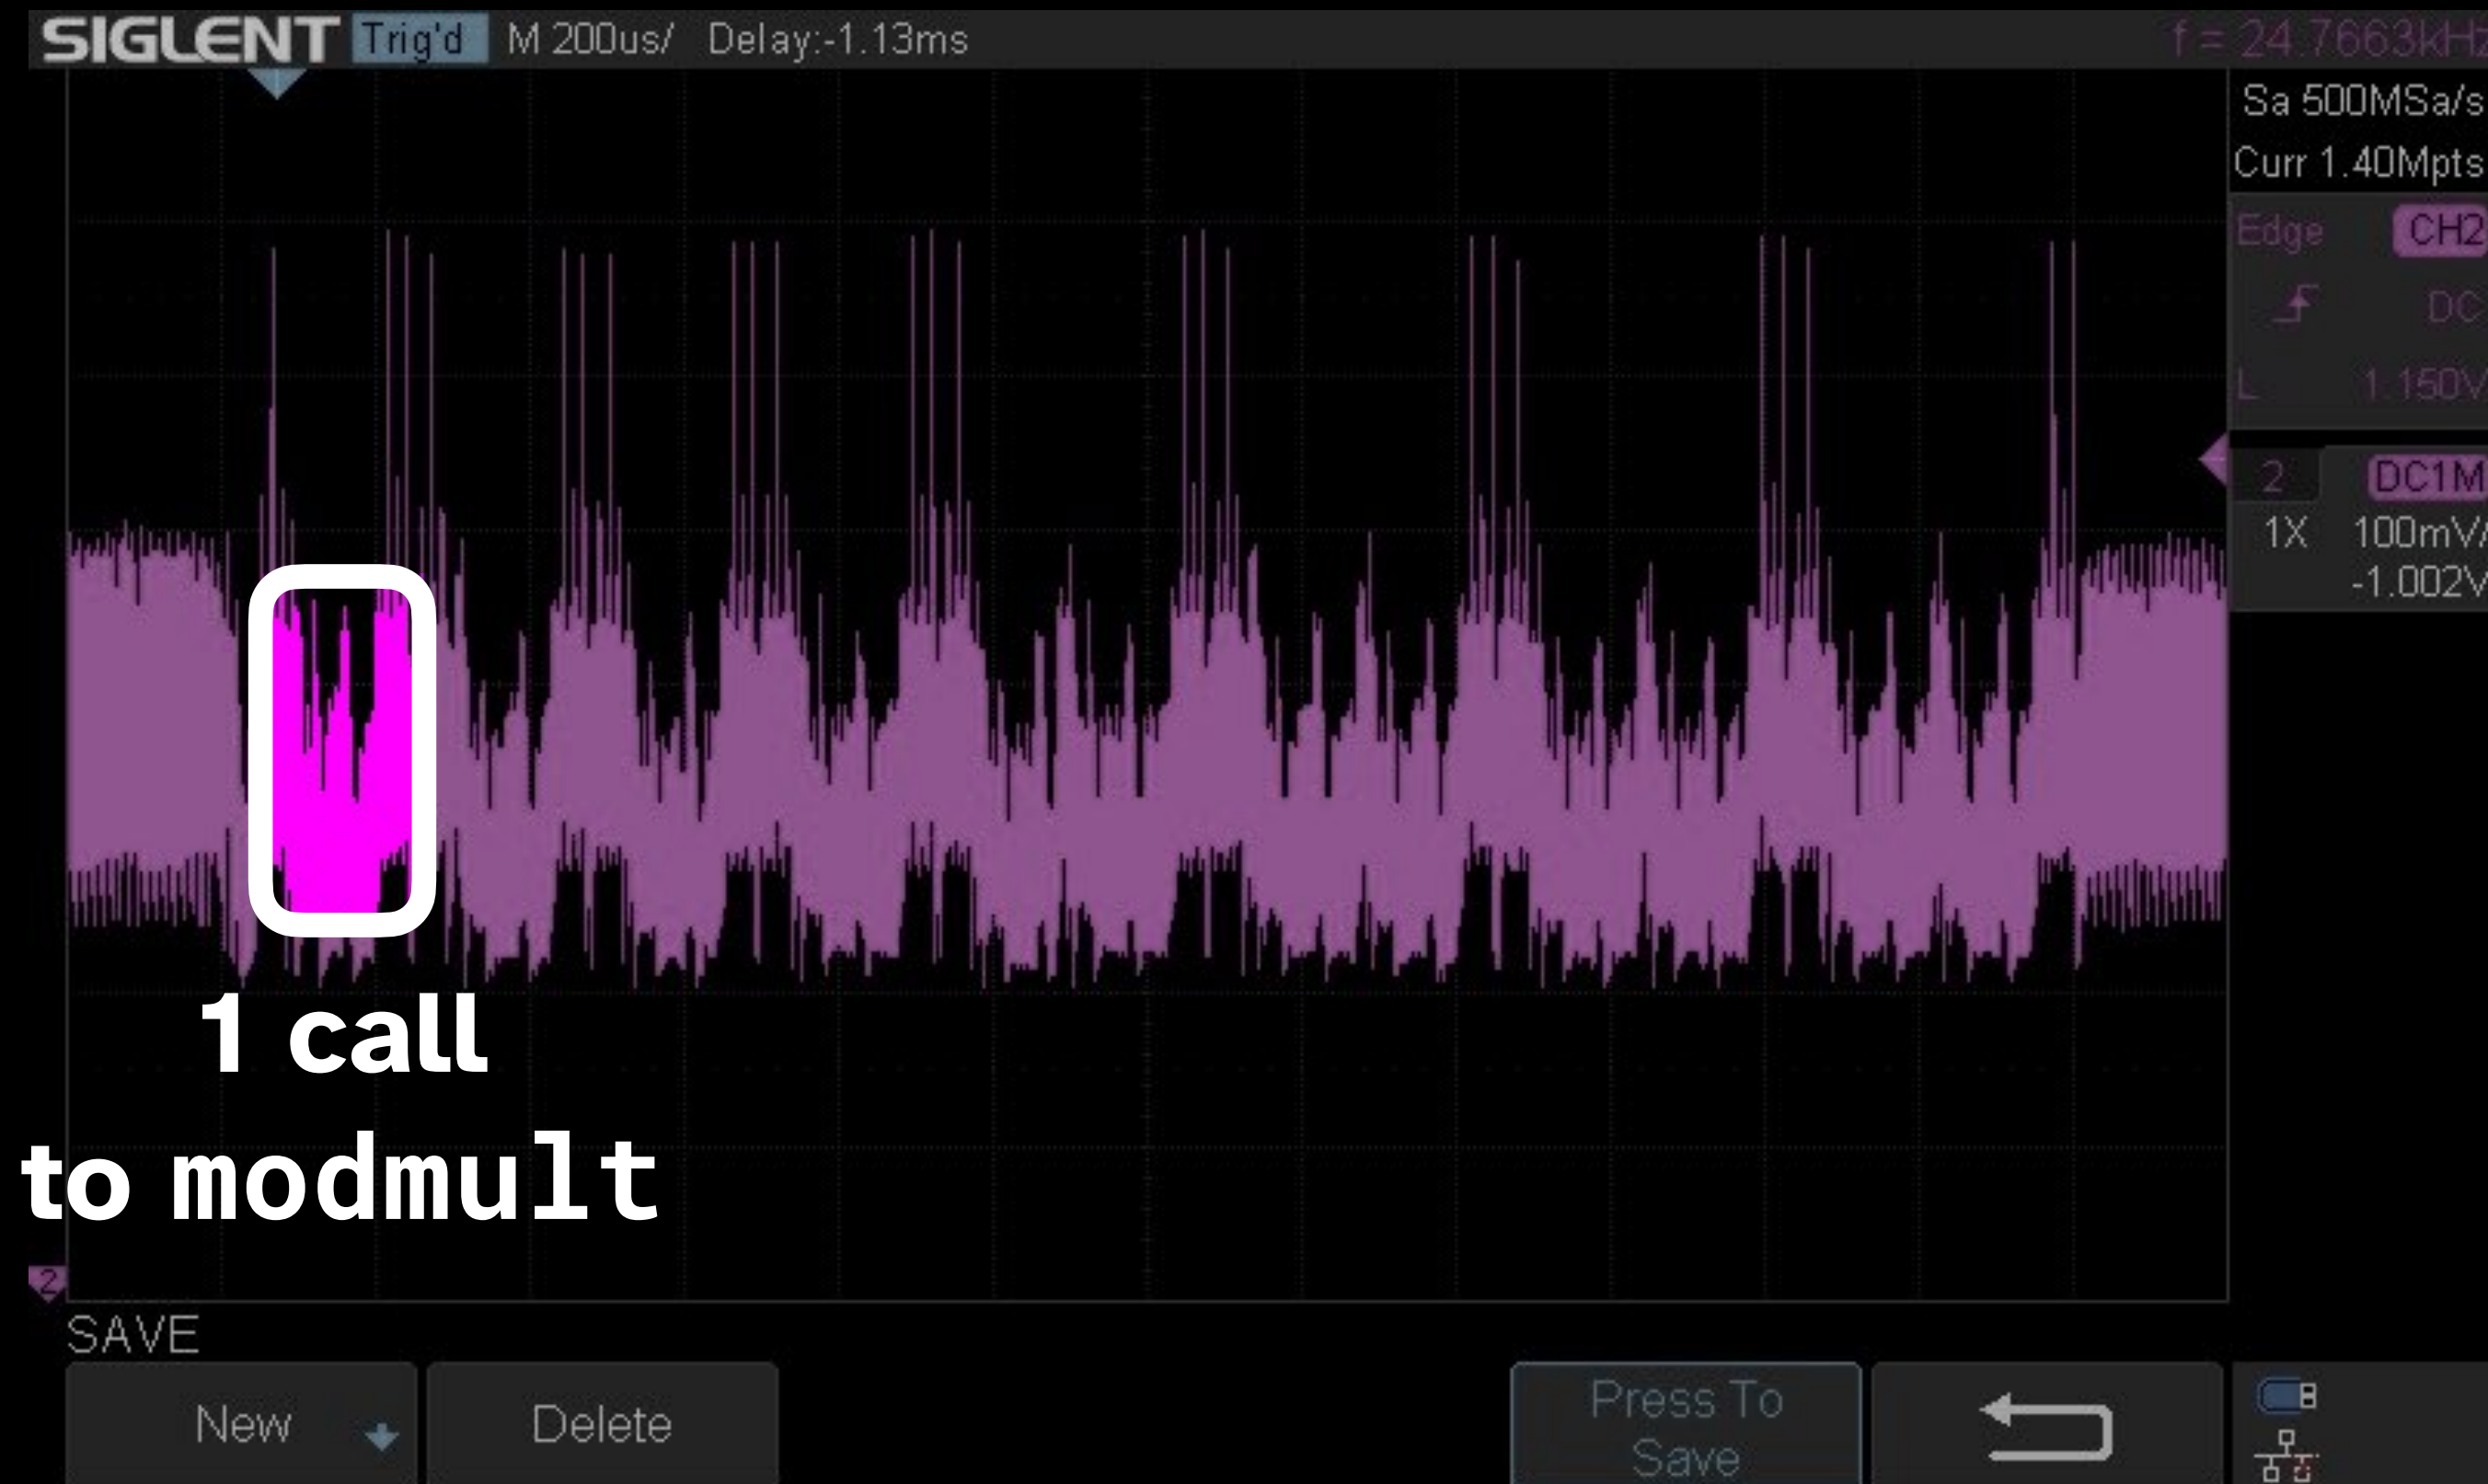 SIGLENT Trig'd M 200us/ Delay:-1.13ms f = 24.7663kHz
Sa 500MSa/s
Curr 1.40Mpts
Edge CH2
DC
L 1.150V
2 DC1M
1X 100mV/
-1.002V
1 call
to modmult
2
SAVE
New Delete Press To
Save